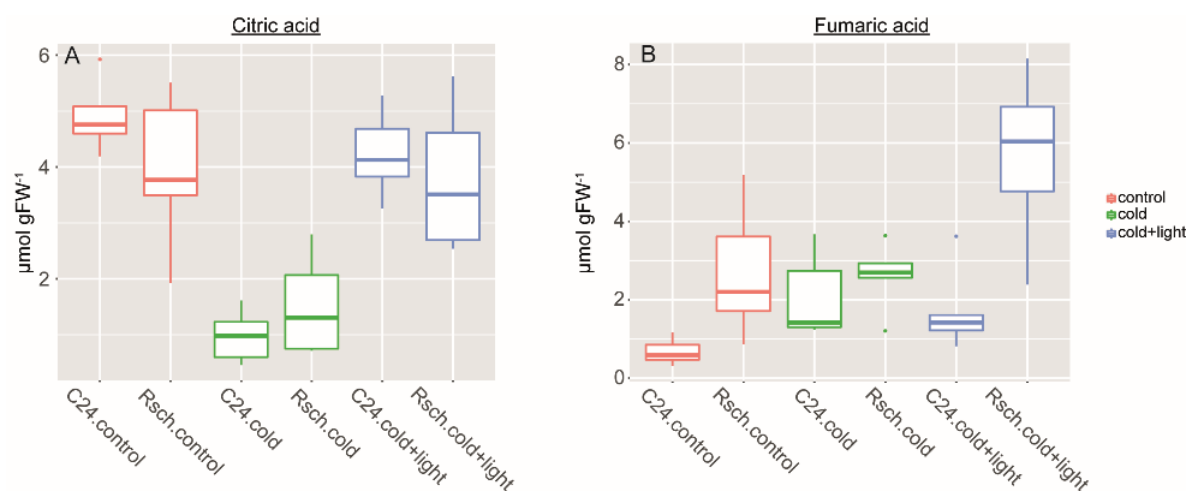 Citric acid
A
6
4
2
µmol gFW⁻¹
C24.control
Rsch.control
C24.cold
Rsch.cold
C24.cold+light
Rsch.cold+light
Fumaric acid
B
8
6
4
2
0
µmol gFW⁻¹
C24.control
Rsch.control
C24.cold
Rsch.cold
C24.cold+light
Rsch.cold+light
control
cold
cold+light